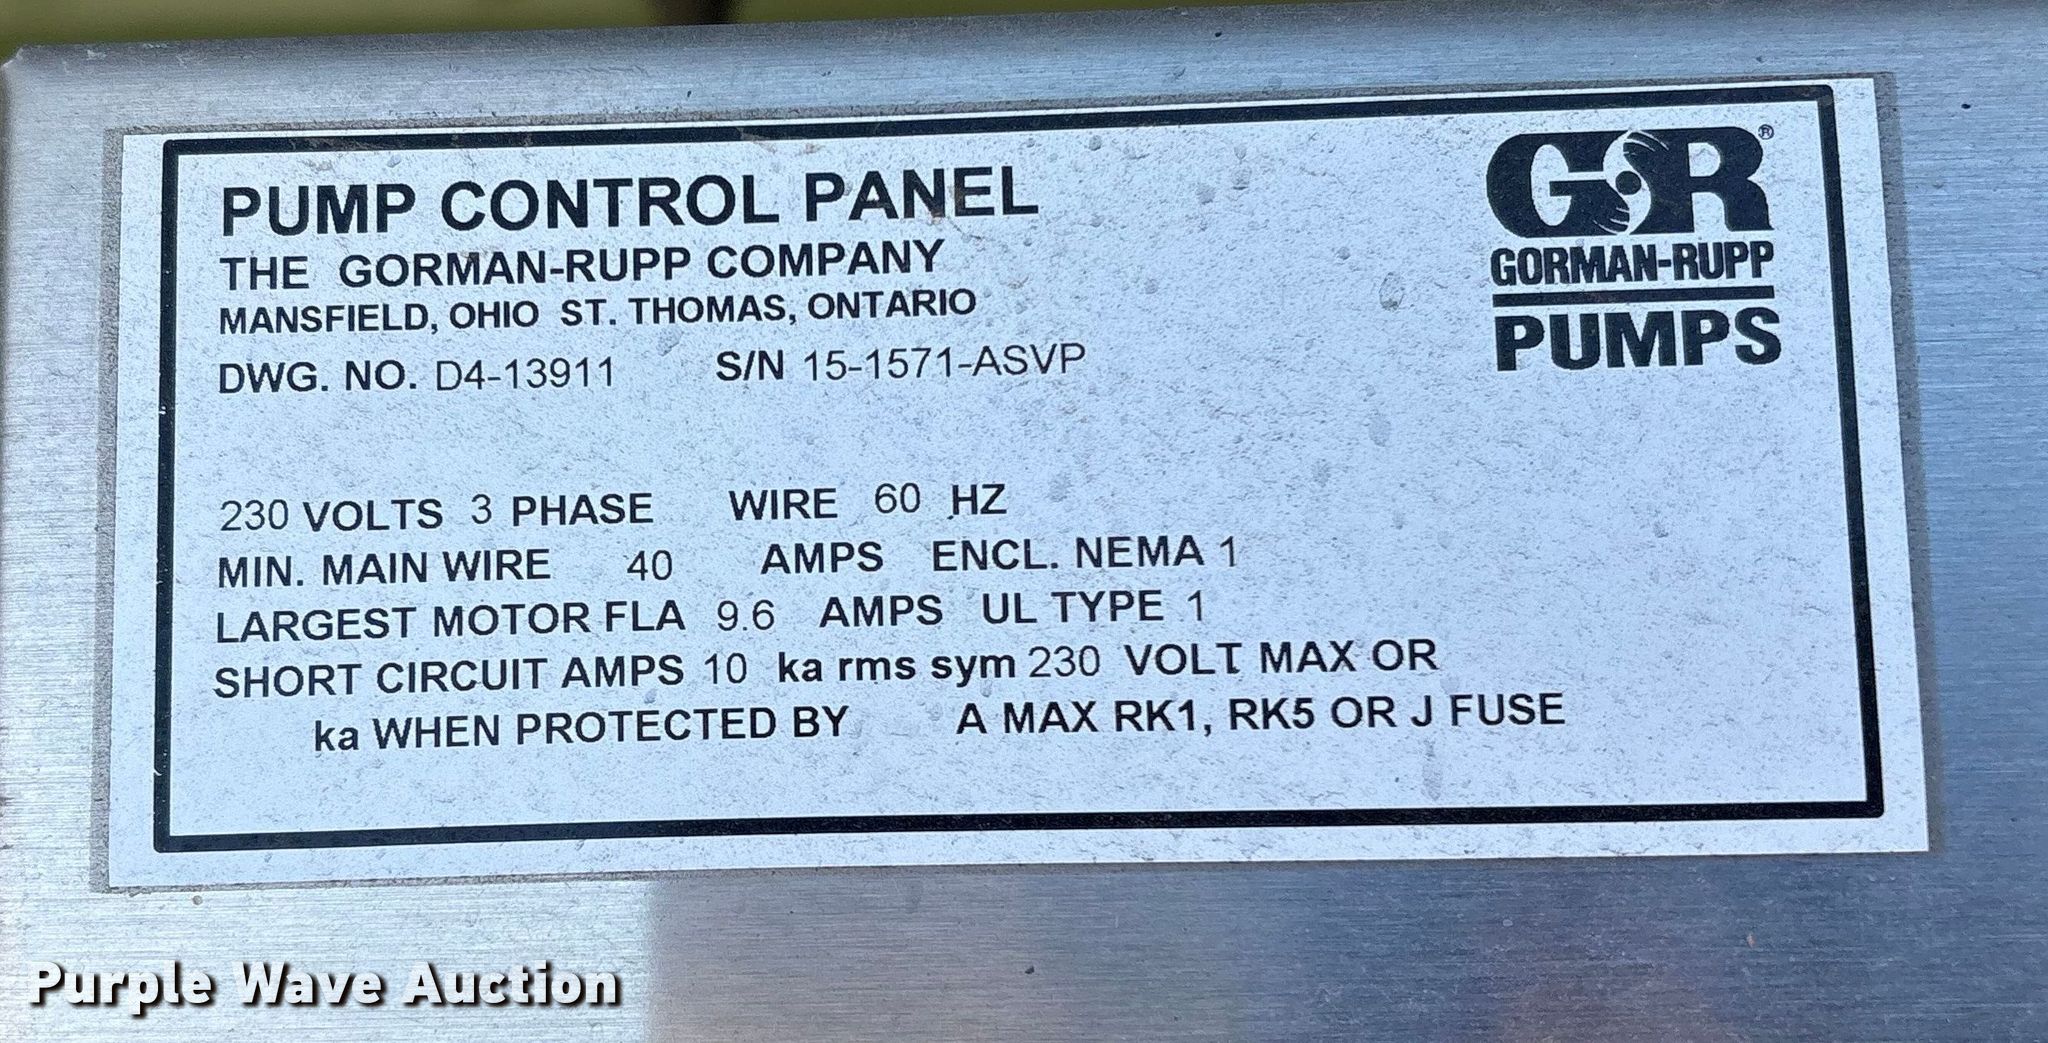 PUMP CONTROL PANEL
THE GORMAN-RUPP COMPANY
MANSFIELD, OHIO ST. THOMAS, ONTARIO
DWG. NO. D4-13911 S/N 15-1571-ASVP
GR®
GORMAN-RUPP
PUMPS
230 VOLTS 3 PHASE WIRE 60 HZ
MIN. MAIN WIRE 40 AMPS ENCL. NEMA 1
LARGEST MOTOR FLA 9.6 AMPS UL TYPE 1
SHORT CIRCUIT AMPS 10 ka rms sym 230 VOLT MAX OR
ka WHEN PROTECTED BY A MAX RK1, RK5 OR J FUSE
Purple Wave Auction